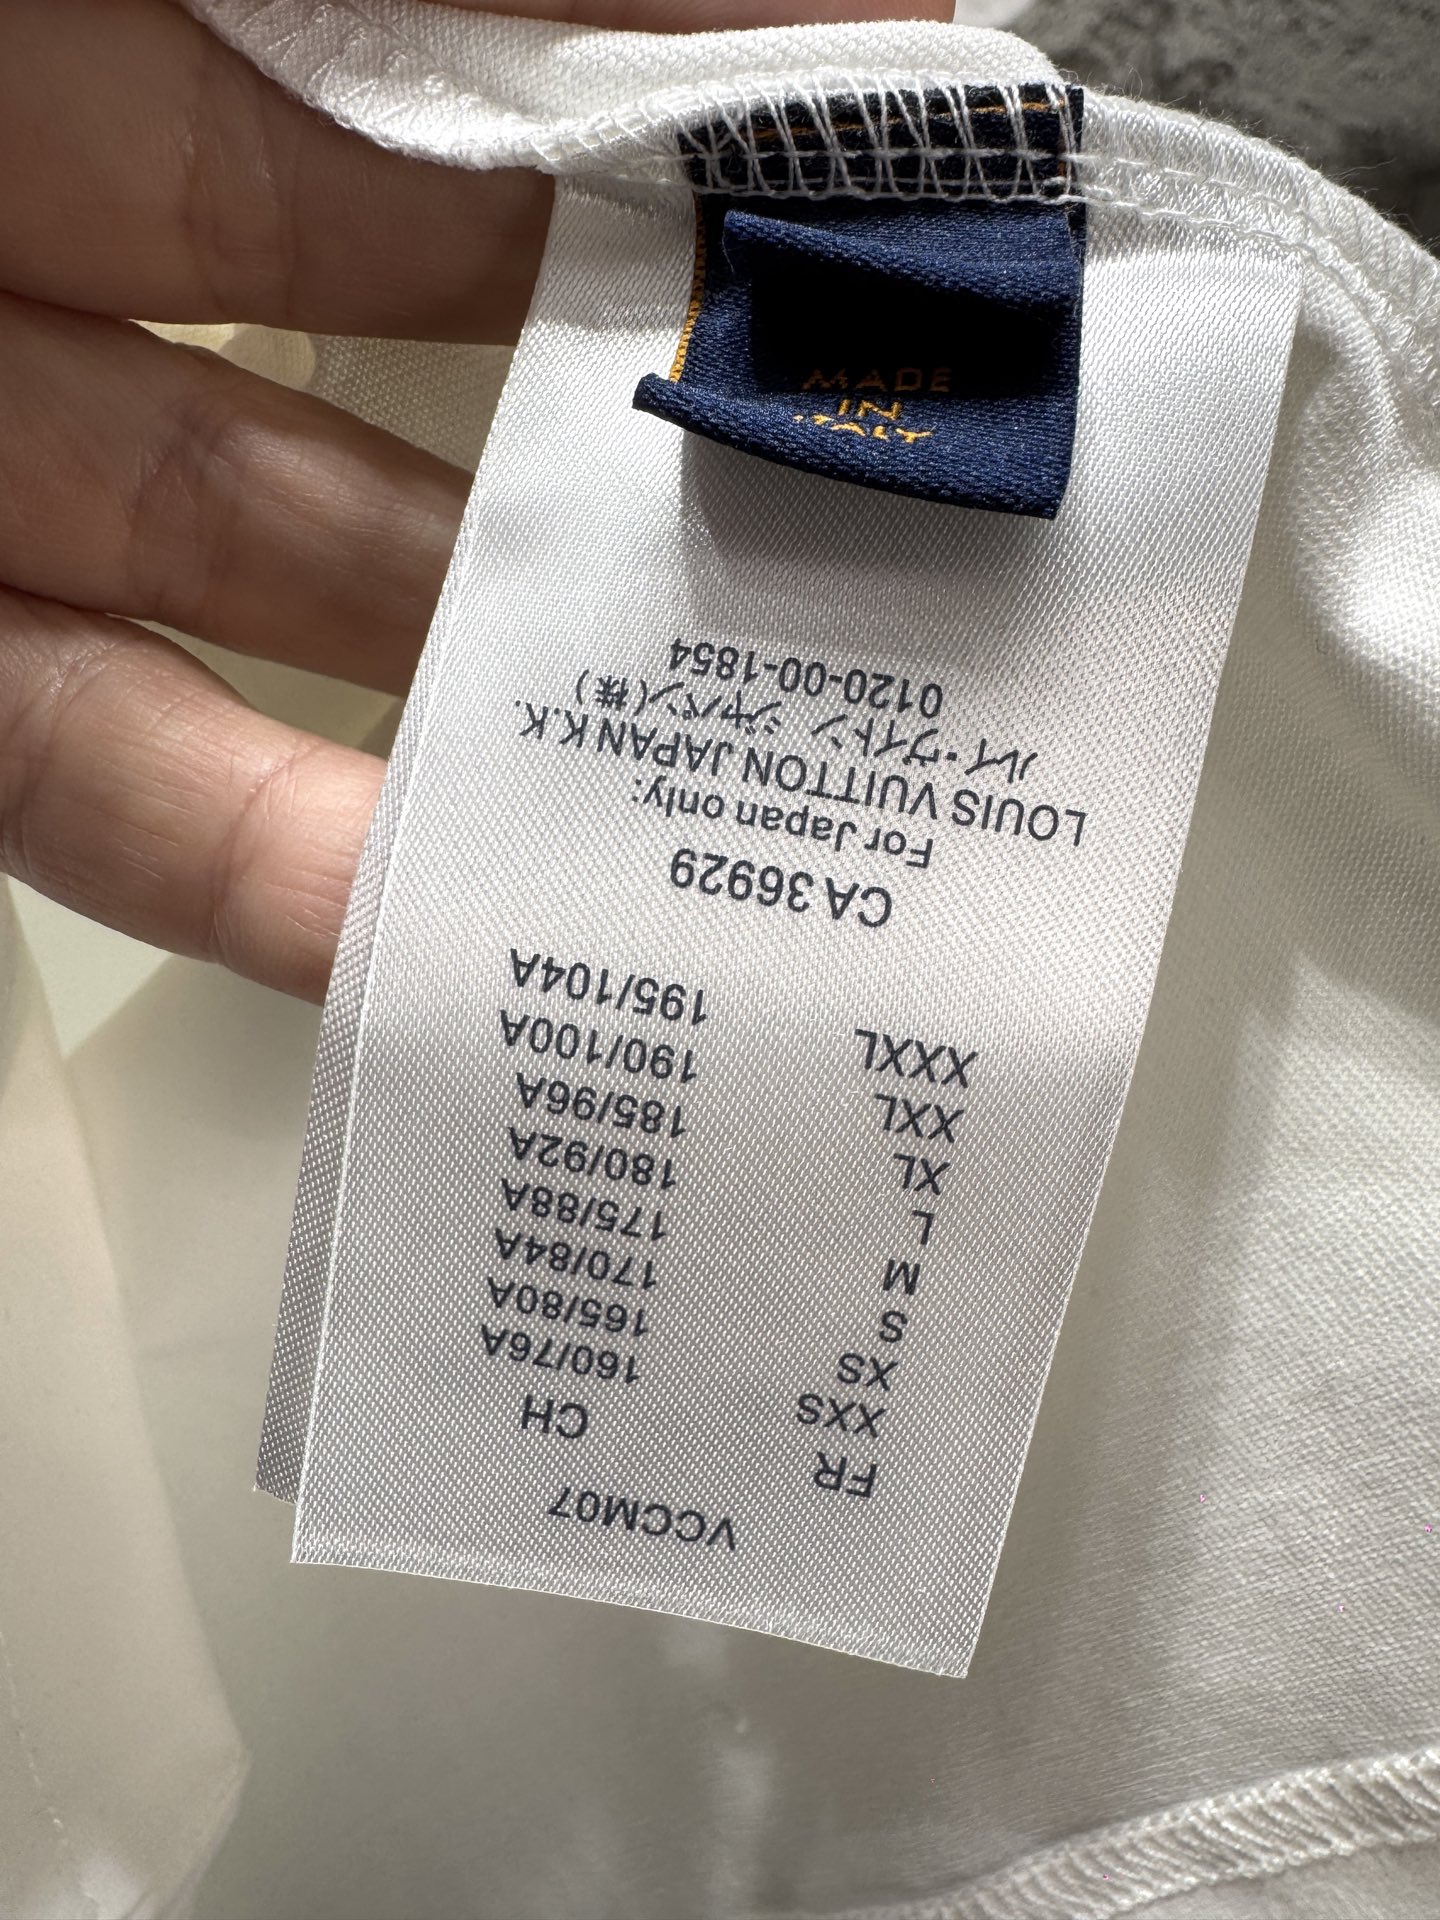 MADE
IN
ITALY
VCCM07
FR CH
XXS 160/76A
XS 165/80A
S 170/84A
M 175/88A
L 180/92A
XL 185/96A
XXL 190/100A
XXXL 195/104A
CA 36929
For Japan only:
LOUIS VUITTON JAPAN K.K.
ルイ・ヴィトン ジャパン(株)
0120-00-1854